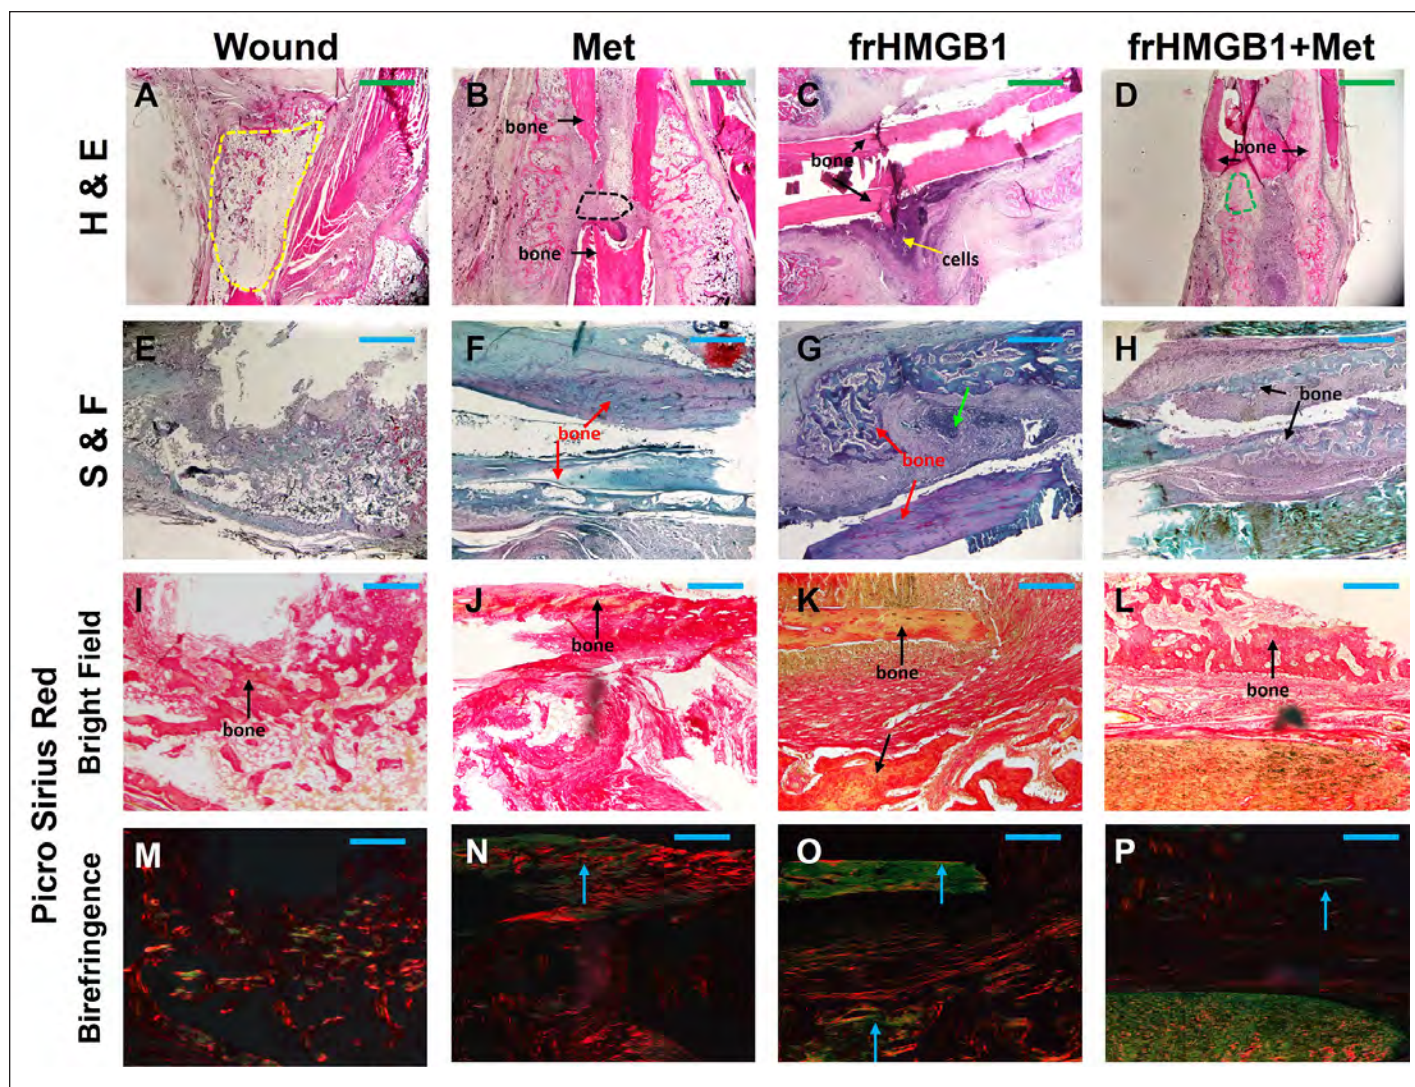 Wound Met frHMGB1 frHMGB1+Met
H & E
A B C D
bone
bone
bone
cells
bone
S & F
E F G H
bone
bone
bone
Picro Sirius Red
Bright Field
I J K L
bone
bone
bone
bone
Birefringence
M N O P